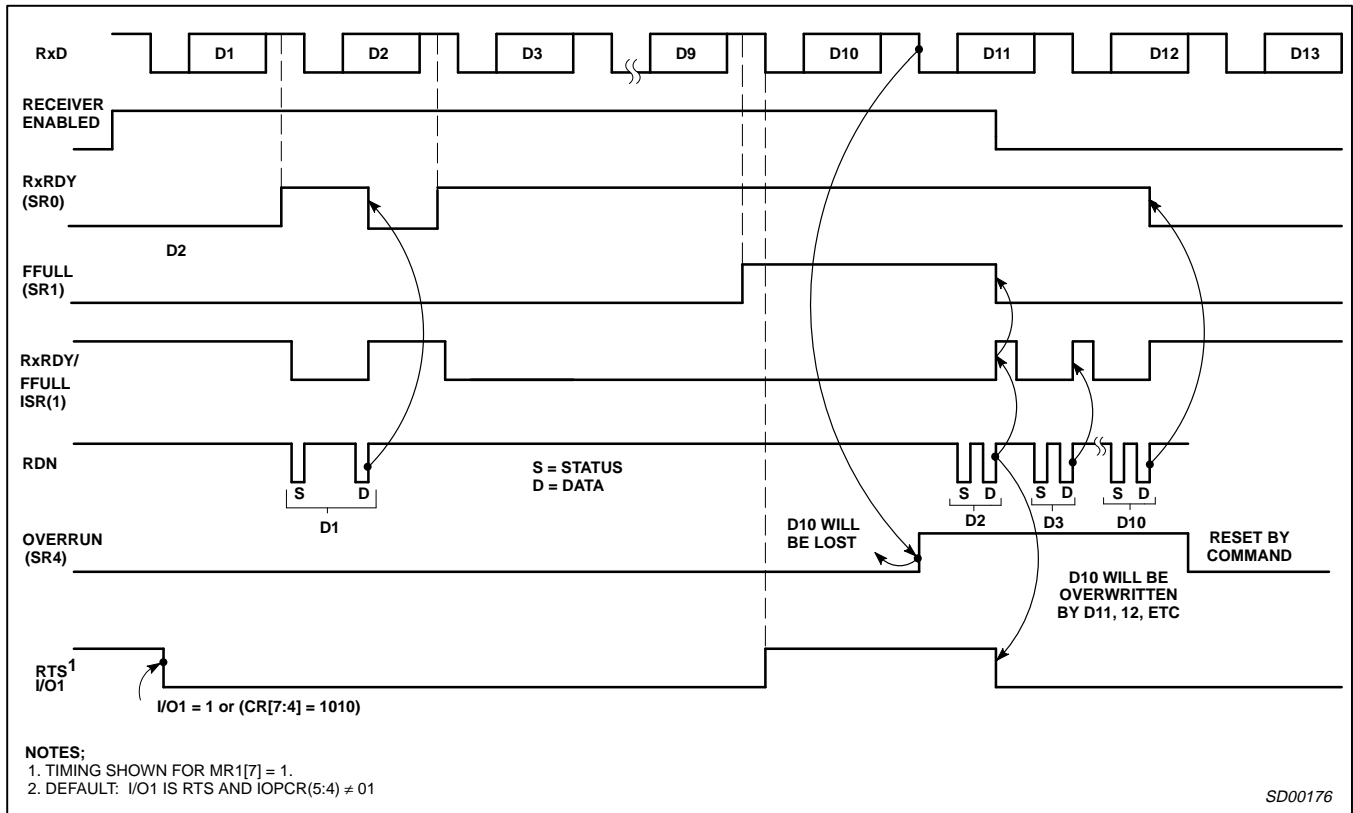 RxD
D1
D2
D3
D9
D10
D11
D12
D13
RECEIVER
ENABLED
RxRDY
(SR0)
D2
FFULL
(SR1)
RxRDY/
FFULL
ISR(1)
RDN
S
D
D1
S = STATUS
D = DATA
S
D
D2
S
D
D3
S
D
D10
OVERRUN
(SR4)
D10 WILL
BE LOST
RESET BY
COMMAND
D10 WILL BE
OVERWRITTEN
BY D11, 12, ETC
RTS1
I/O1
I/O1 = 1 or (CR[7:4] = 1010)
NOTES;
1. TIMING SHOWN FOR MR1[7] = 1.
2. DEFAULT: I/O1 IS RTS AND IOPCR(5:4) ≠ 01
SD00176